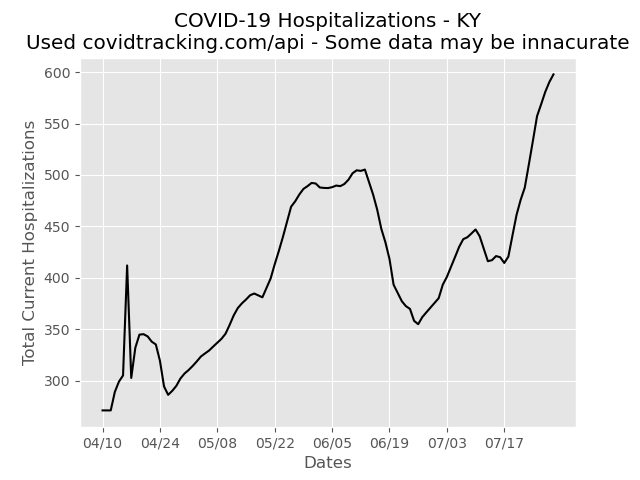 COVID-19 Hospitalizations - KY
Used covidtracking.com/api - Some data may be innacurate
600
550
500
450
400
350
300
Total Current Hospitalizations
04/10 04/24 05/08 05/22 06/05 06/19 07/03 07/17
Dates